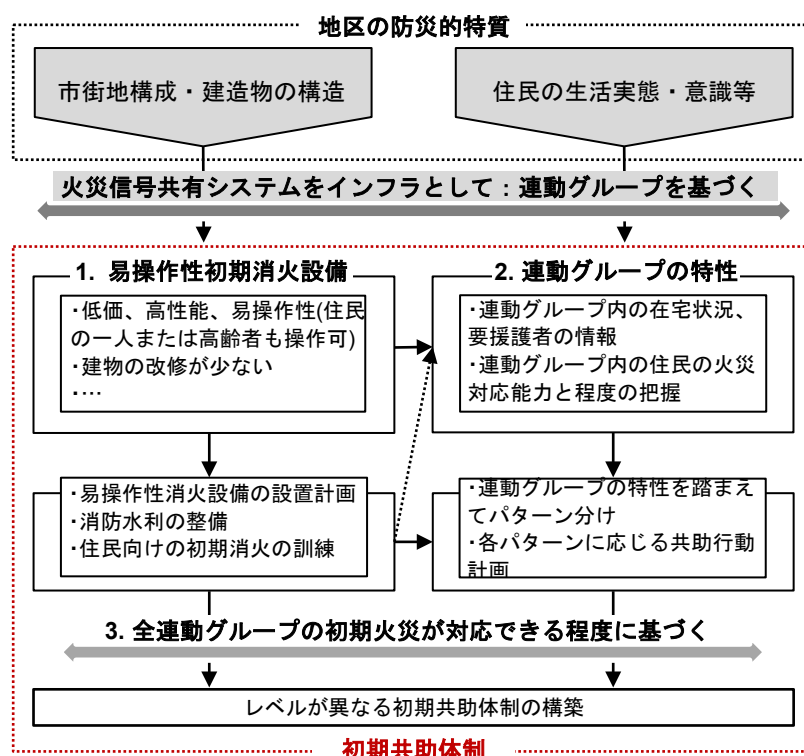 地区の防災的特質
市街地構成・建造物の構造
住民の生活実態・意識等
火災信号共有システムをインフラとして：連動グループを基づく
1. 易操作性初期消火設備
・低価、高性能、易操作性(住民
の一人または高齢者も操作可)
・建物の改修が少ない
・…
2. 連動グループの特性
・連動グループ内の在宅状況、
要援護者の情報
・連動グループ内の住民の火災
対応能力と程度の把握
・易操作性消火設備の設置計画
・消防水利の整備
・住民向けの初期消火の訓練
・連動グループの特性を踏まえ
てパターン分け
・各パターンに応じる共助行動
計画
3. 全連動グループの初期火災が対応できる程度に基づく
レベルが異なる初期共助体制の構築
初期共助体制